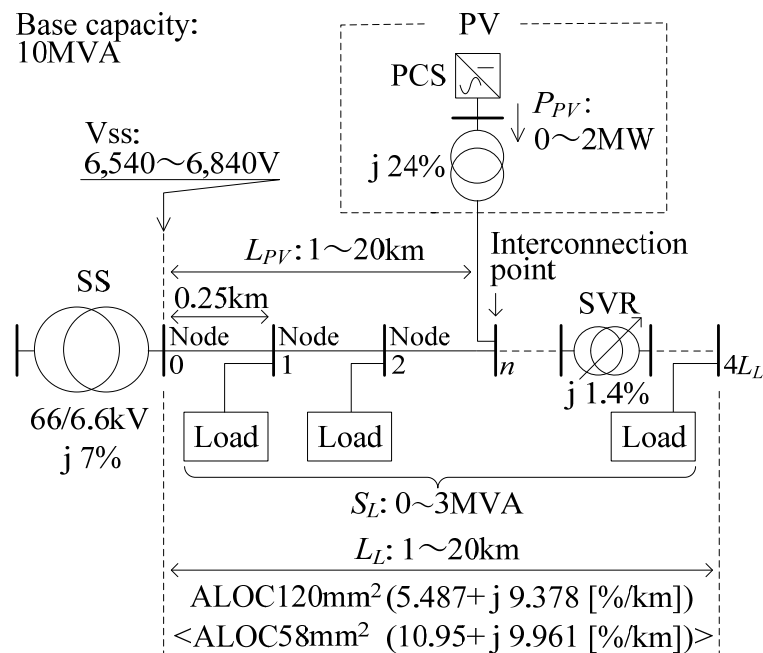 Base capacity:
10MVA
PV
PCS
P_PV:
0～2MW
j 24%
Vss:
6,540～6,840V
L_PV: 1～20km
Interconnection
point
SS
0.25km
SVR
Node
Node
Node
0
1
2
n
4L_L
66/6.6kV
j 7%
j 1.4%
Load
Load
Load
S_L: 0～3MVA
L_L: 1～20km
ALOC120mm² (5.487+ j 9.378 [%/km])
<ALOC58mm² (10.95+ j 9.961 [%/km])>